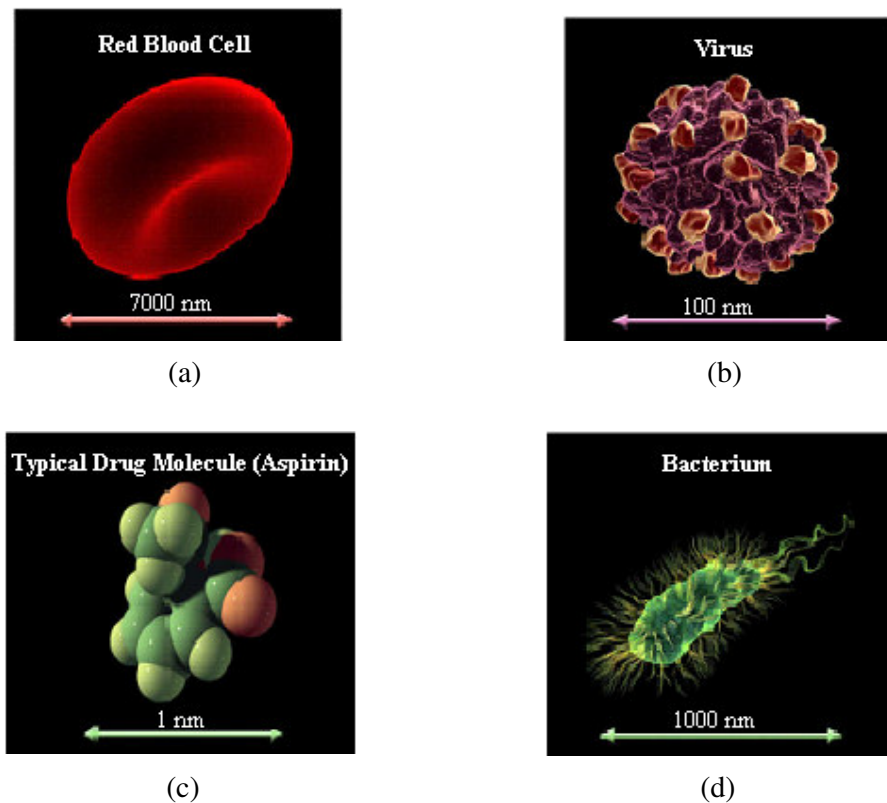 Red Blood Cell
7000 nm
(a)
Virus
100 nm
(b)
Typical Drug Molecule (Aspirin)
1 nm
(c)
Bacterium
1000 nm
(d)